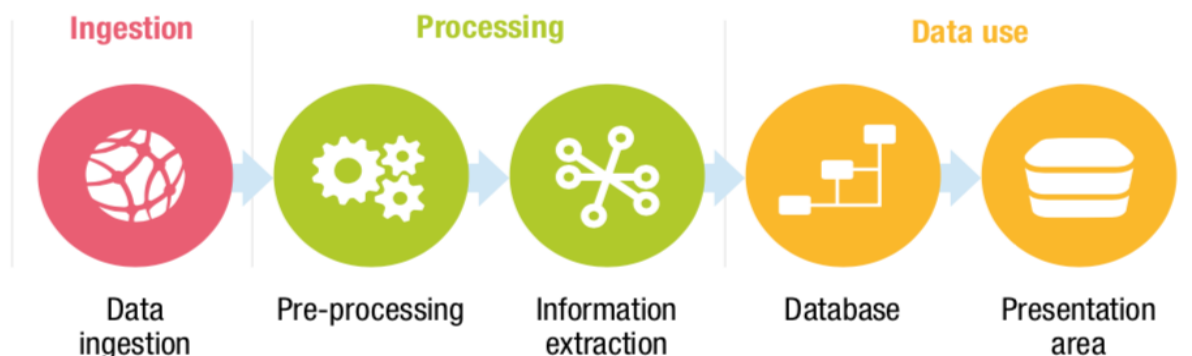 Ingestion
Processing
Data use
Data
ingestion
Pre-processing
Information
extraction
Database
Presentation
area